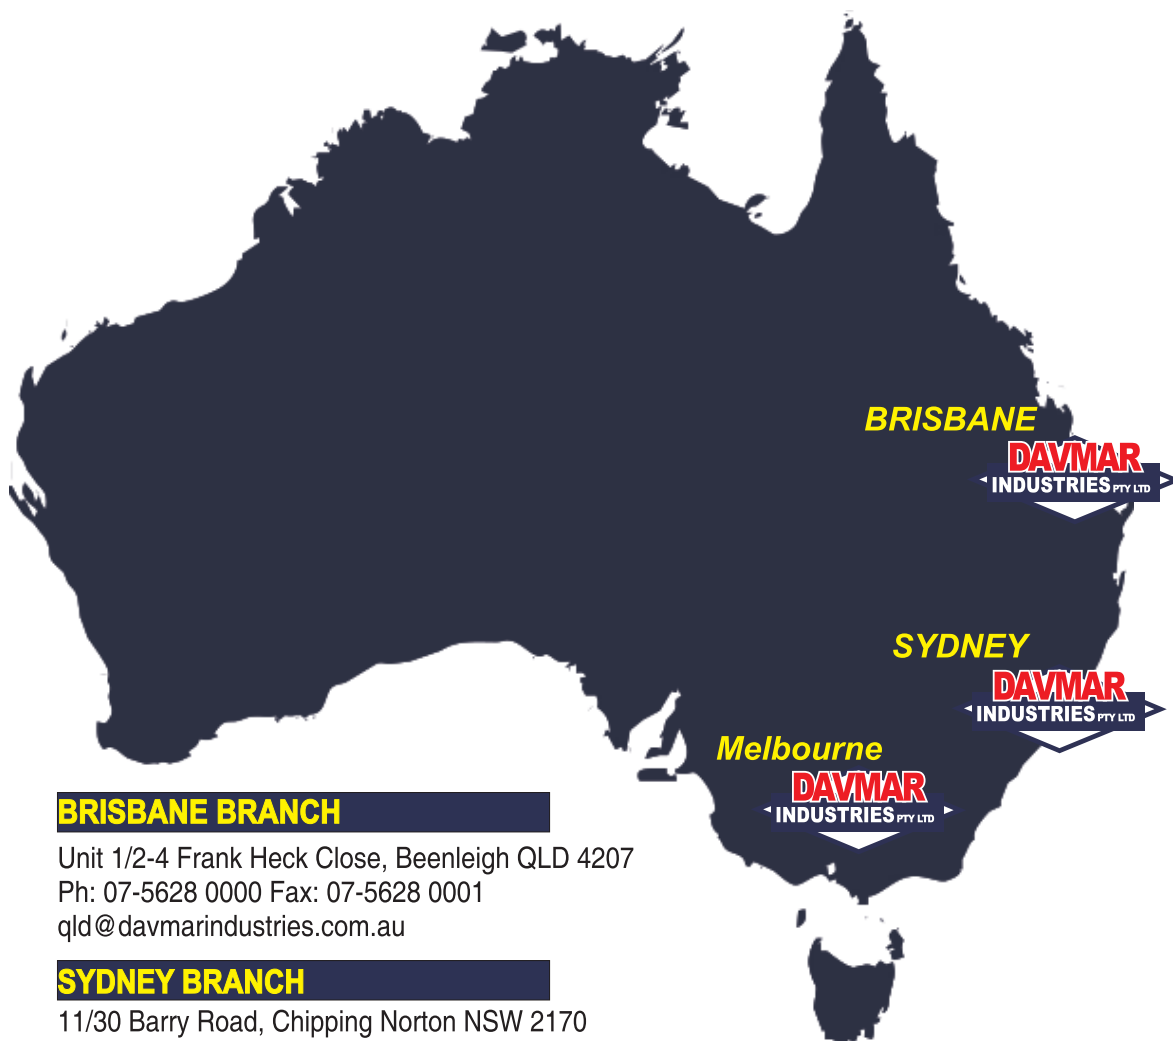 BRISBANE
DAVMAR
INDUSTRIES PTY LTD
SYDNEY
DAVMAR
INDUSTRIES PTY LTD
Melbourne
DAVMAR
INDUSTRIES PTY LTD
BRISBANE BRANCH
Unit 1/2-4 Frank Heck Close, Beenleigh QLD 4207
Ph: 07-5628 0000 Fax: 07-5628 0001
qld@davmarindustries.com.au
SYDNEY BRANCH
11/30 Barry Road, Chipping Norton NSW 2170